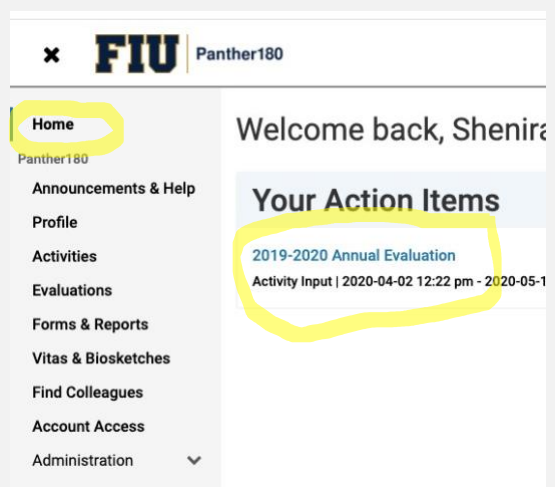 FIU Panther180
Home
Panther180
Announcements & Help
Profile
Activities
Evaluations
Forms & Reports
Vitas & Biosketches
Find Colleagues
Account Access
Administration
Welcome back, Shenira
Your Action Items
2019-2020 Annual Evaluation
Activity Input | 2020-04-02 12:22 pm - 2020-05-1